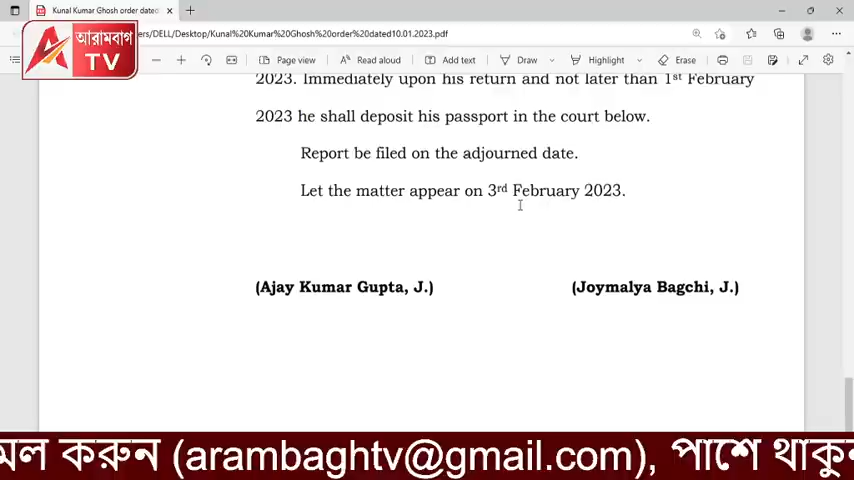 Kunal Kumar Ghosh order dated
ers/DELL/Desktop/Kunal%20Kumar%20Ghosh%20order%20dated10.01.2023.pdf
আরামবাগ
TV
Page view
Read aloud
Add text
Draw
Highlight
Erase
2023. Immediately upon his return and not later than 1st February
2023 he shall deposit his passport in the court below.
Report be filed on the adjourned date.
Let the matter appear on 3rd February 2023.
(Ajay Kumar Gupta, J.) (Joymalya Bagchi, J.)
করুন (arambaghtv@gmail.com), পাশে